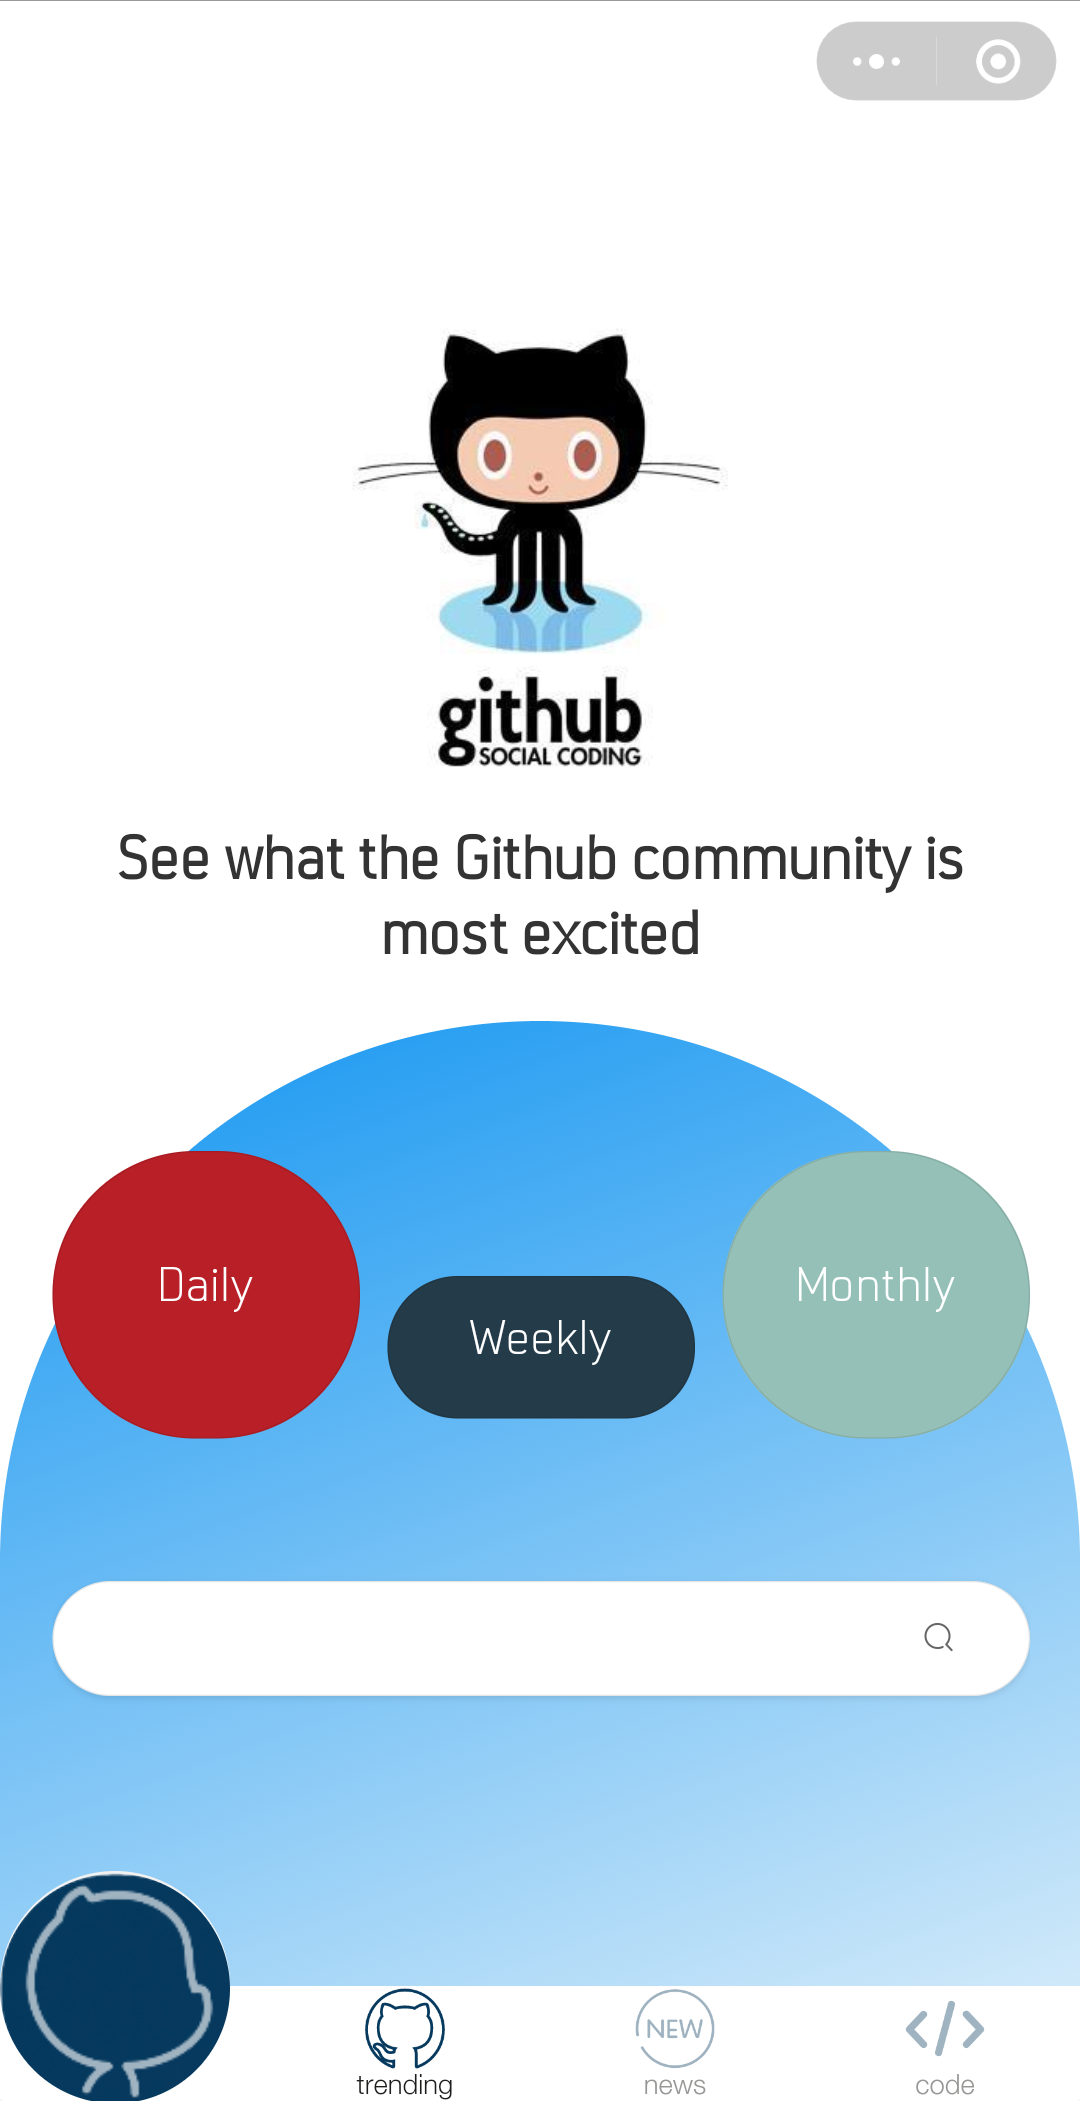 github
SOCIAL CODING
See what the Github community is
most excited
Daily
Weekly
Monthly
NEW
trending
news
code